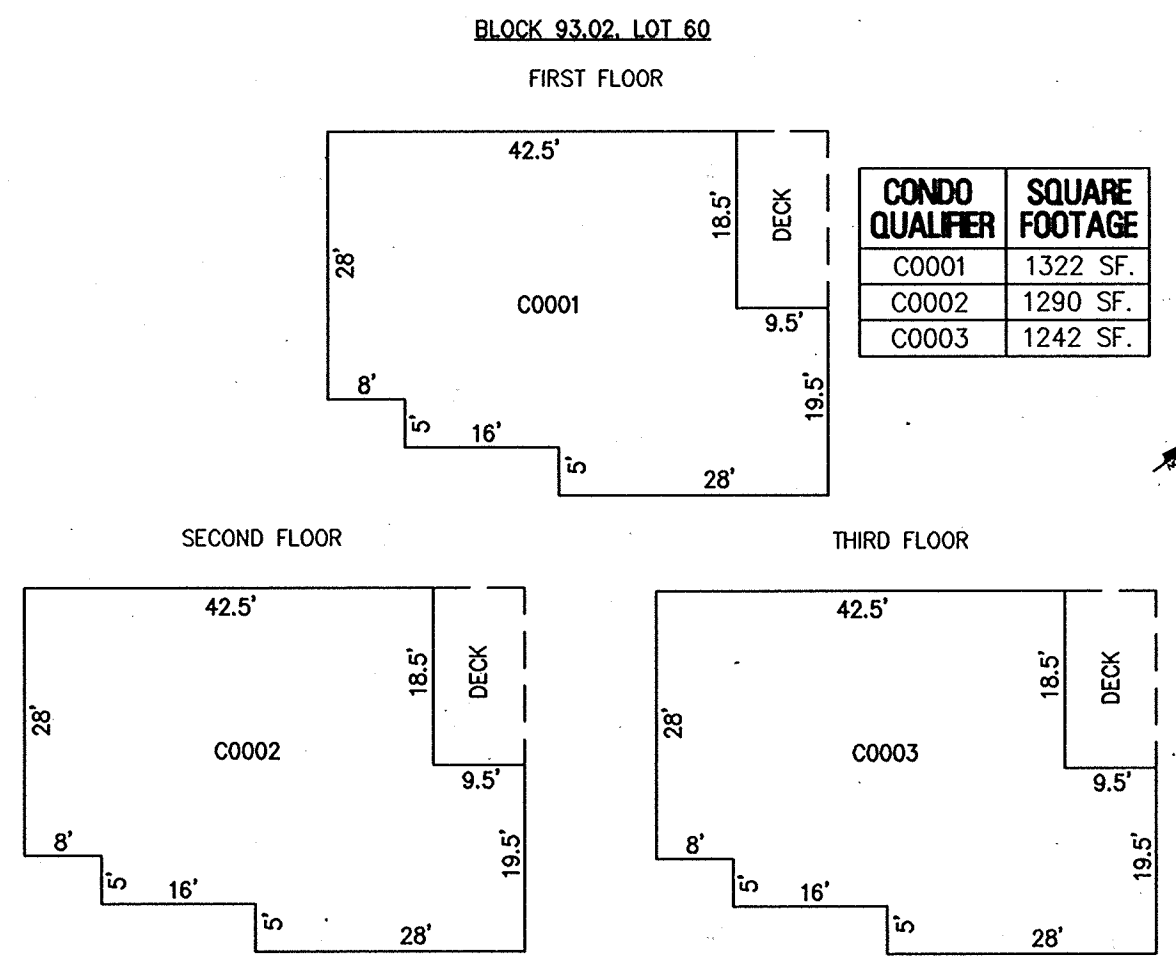 BLOCK 93.02, LOT 60
FIRST FLOOR
42.5'
28'
18.5'
DECK
C0001
9.5'
19.5'
8'
5'
16'
5'
28'
CONDO QUALIFIER SQUARE FOOTAGE
C0001 1322 SF.
C0002 1290 SF.
C0003 1242 SF.
SECOND FLOOR
42.5'
28'
18.5'
DECK
C0002
9.5'
19.5'
8'
5'
16'
5'
28'
THIRD FLOOR
42.5'
28'
18.5'
DECK
C0003
9.5'
19.5'
8'
5'
16'
5'
28'